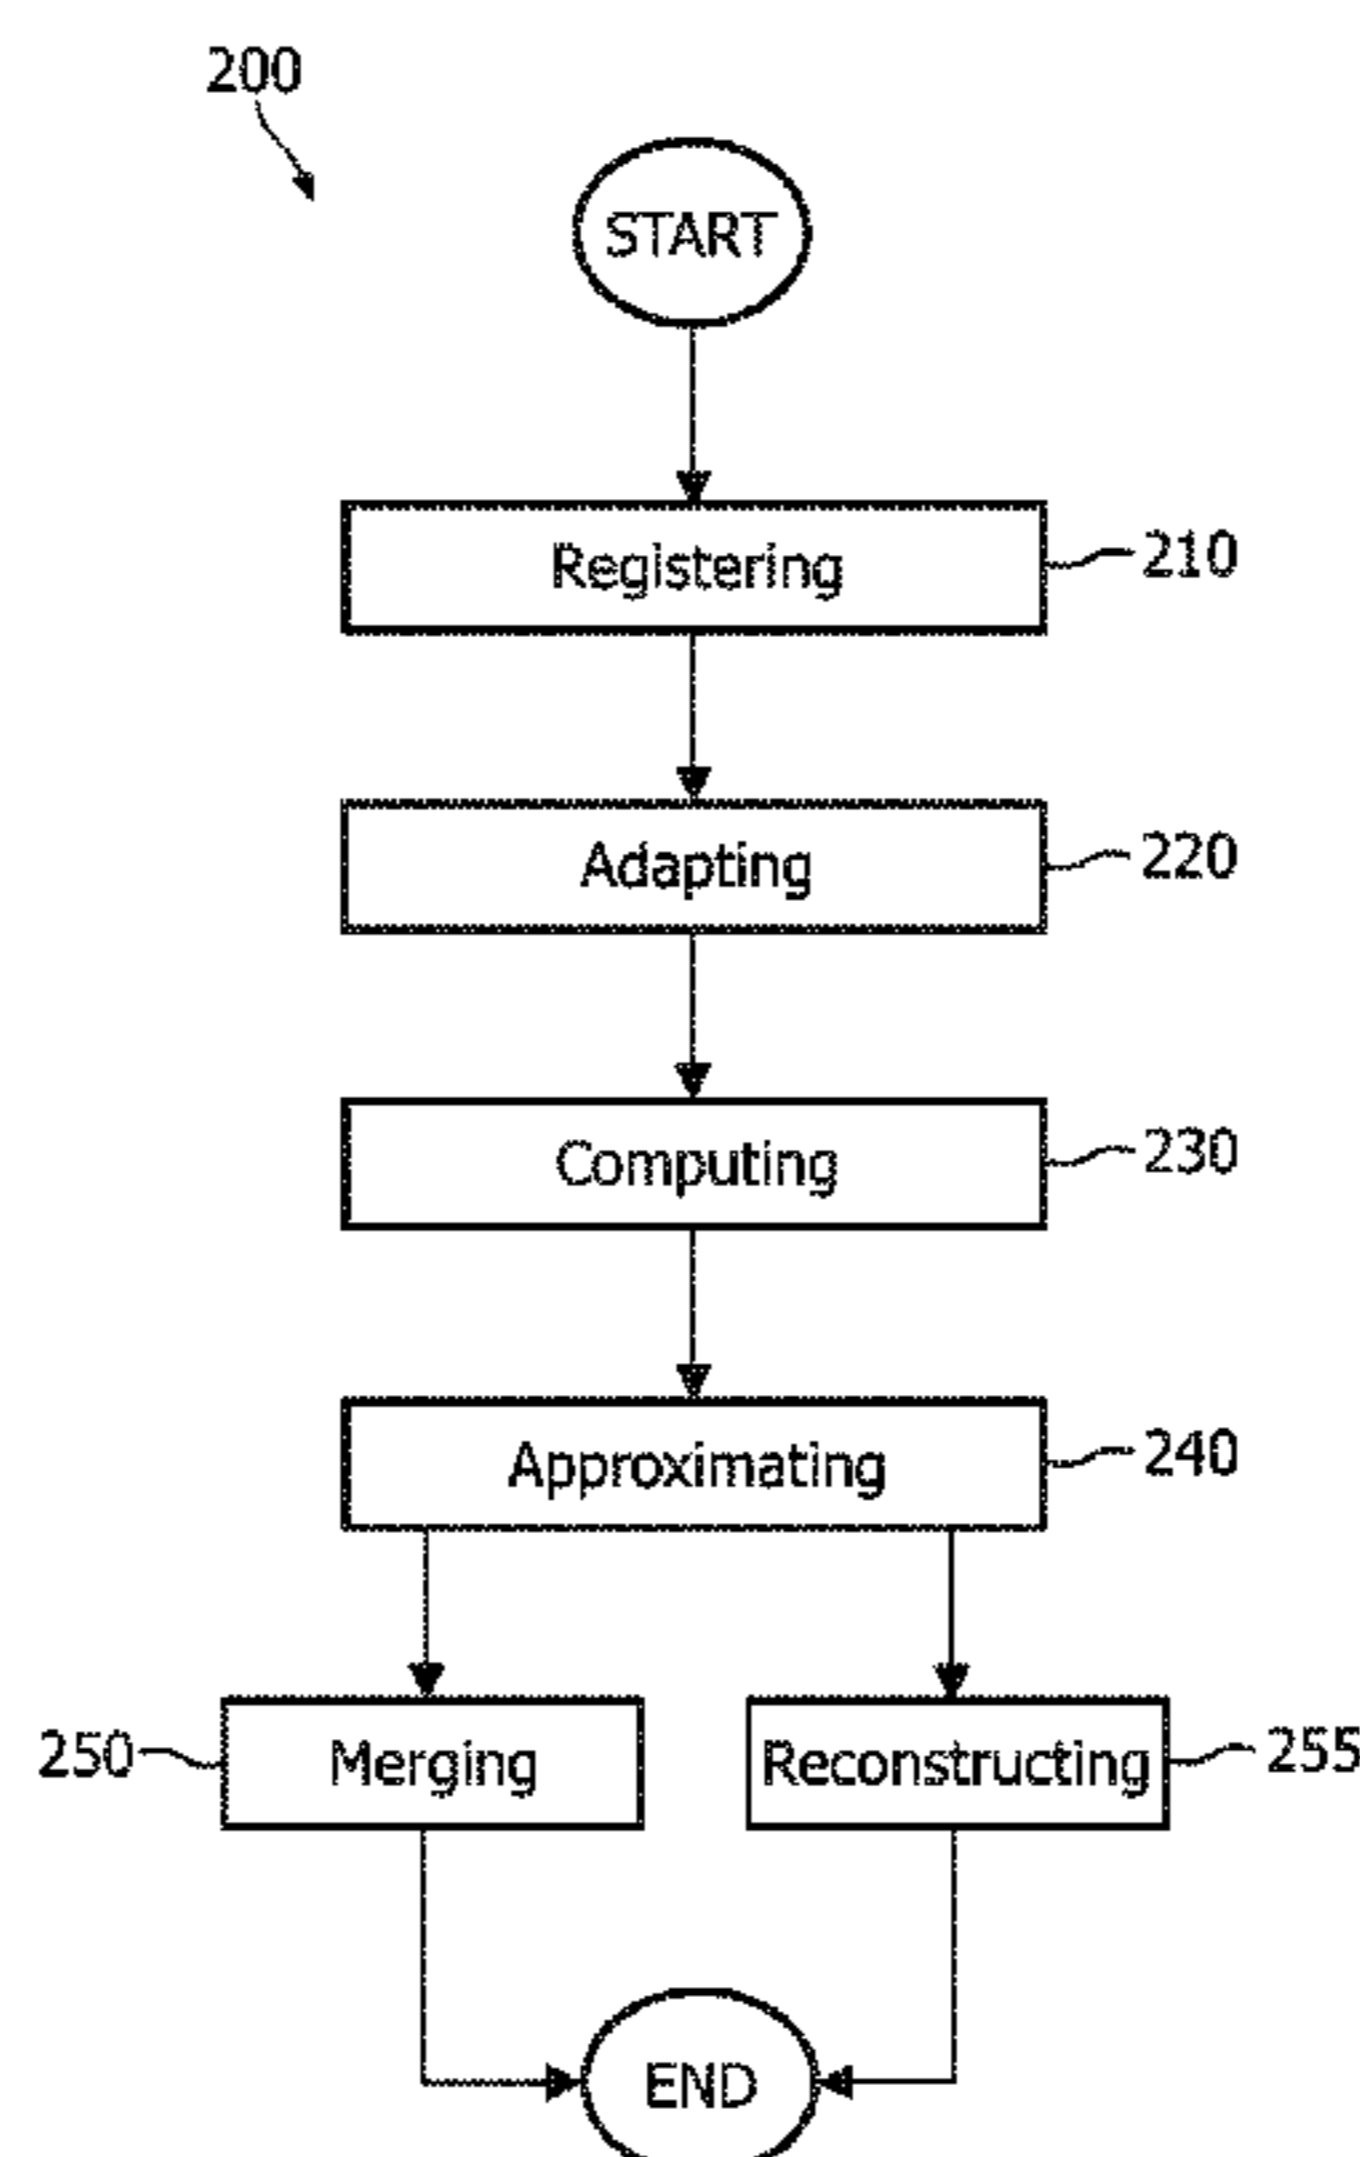 200
START
Registering 210
Adapting 220
Computing 230
Approximating 240
250 Merging Reconstructing 255
END